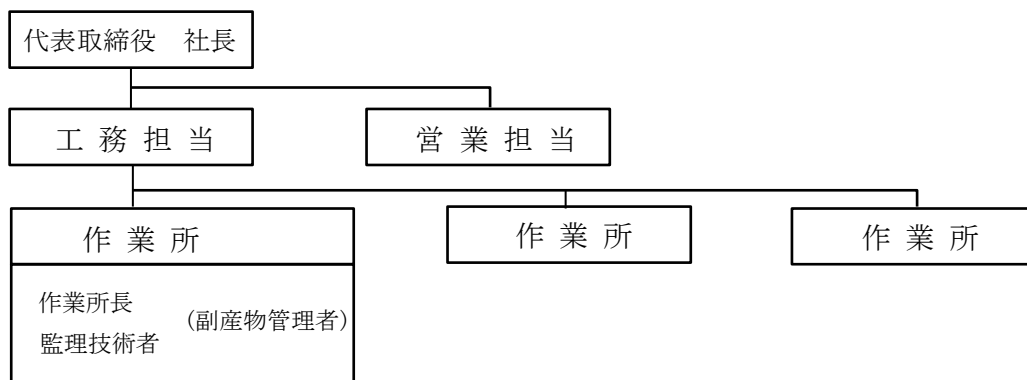 代表取締役　社長
工 務 担 当
営 業 担 当
作 業 所
作 業 所
作 業 所
作業所長
監理技術者
(副産物管理者)